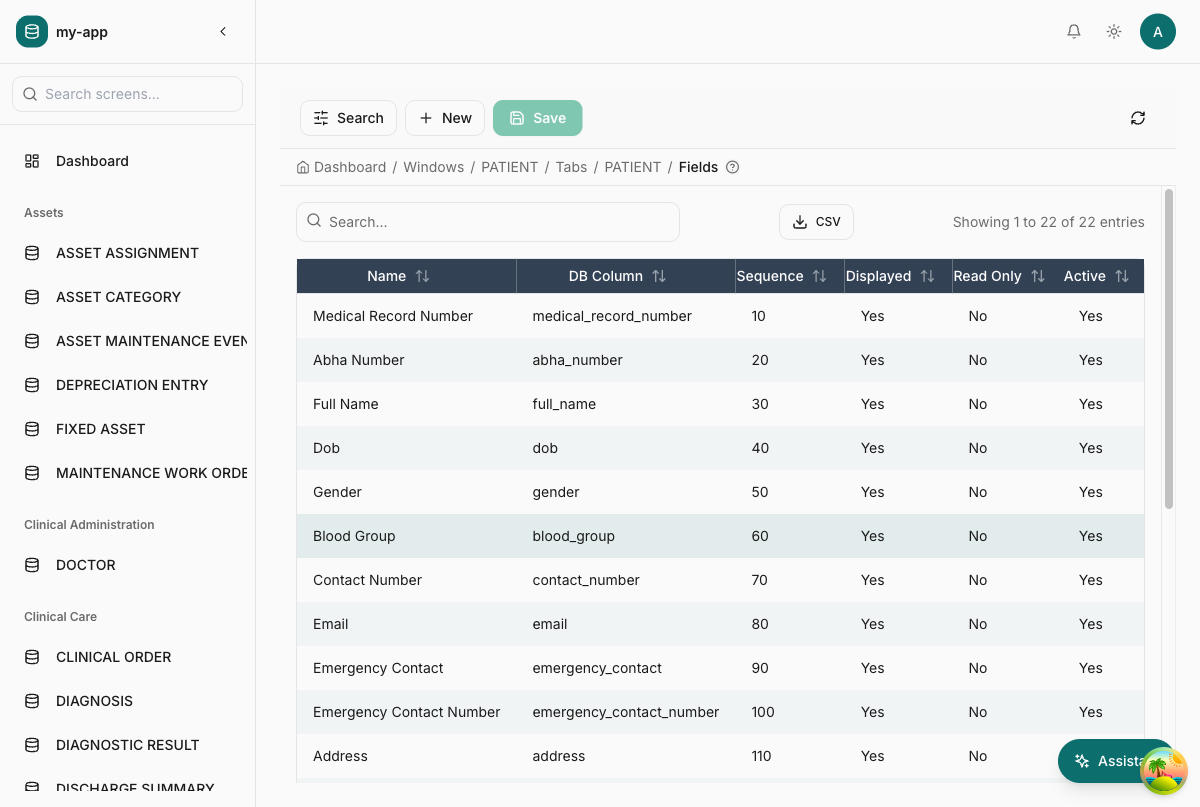 my-app
A
Search screens...
Search
New
Save
Dashboard
Dashboard / Windows / PATIENT / Tabs / PATIENT / Fields
Assets
Search...
CSV
Showing 1 to 22 of 22 entries
ASSET ASSIGNMENT
ASSET CATEGORY
ASSET MAINTENANCE EVEN
DEPRECIATION ENTRY
FIXED ASSET
MAINTENANCE WORK ORDE
Clinical Administration
DOCTOR
Clinical Care
CLINICAL ORDER
DIAGNOSIS
DIAGNOSTIC RESULT
DISCHARGE SUMMARY
Name DB Column Sequence Displayed Read Only Active
Medical Record Number medical_record_number 10 Yes No Yes
Abha Number abha_number 20 Yes No Yes
Full Name full_name 30 Yes No Yes
Dob dob 40 Yes No Yes
Gender gender 50 Yes No Yes
Blood Group blood_group 60 Yes No Yes
Contact Number contact_number 70 Yes No Yes
Email email 80 Yes No Yes
Emergency Contact emergency_contact 90 Yes No Yes
Emergency Contact Number emergency_contact_number 100 Yes No Yes
Address address 110 Yes No
Assista